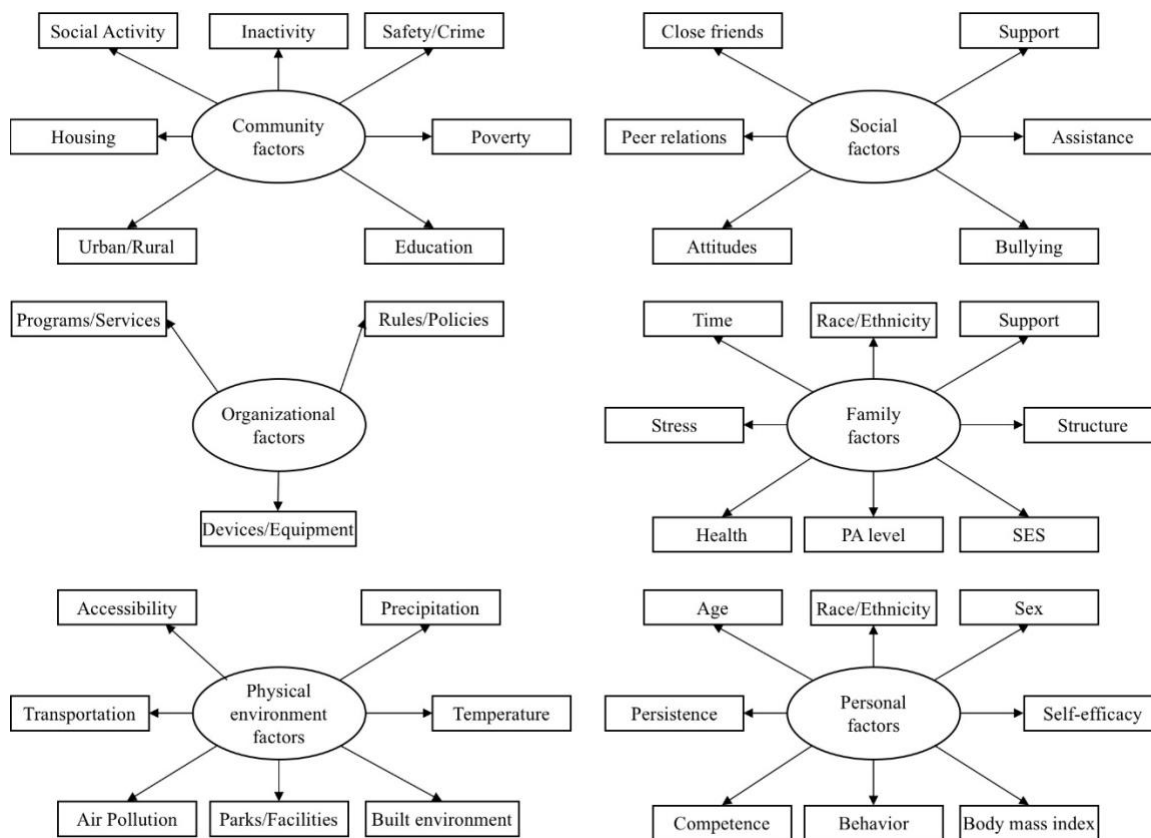 Social Activity
Inactivity
Safety/Crime
Housing
Community
factors
Poverty
Urban/Rural
Education
Close friends
Support
Peer relations
Social
factors
Assistance
Attitudes
Bullying
Programs/Services
Rules/Policies
Organizational
factors
Devices/Equipment
Time
Race/Ethnicity
Support
Stress
Family
factors
Structure
Health
PA level
SES
Accessibility
Precipitation
Transportation
Physical
environment
factors
Temperature
Air Pollution
Parks/Facilities
Built environment
Age
Race/Ethnicity
Sex
Persistence
Personal
factors
Self-efficacy
Competence
Behavior
Body mass index